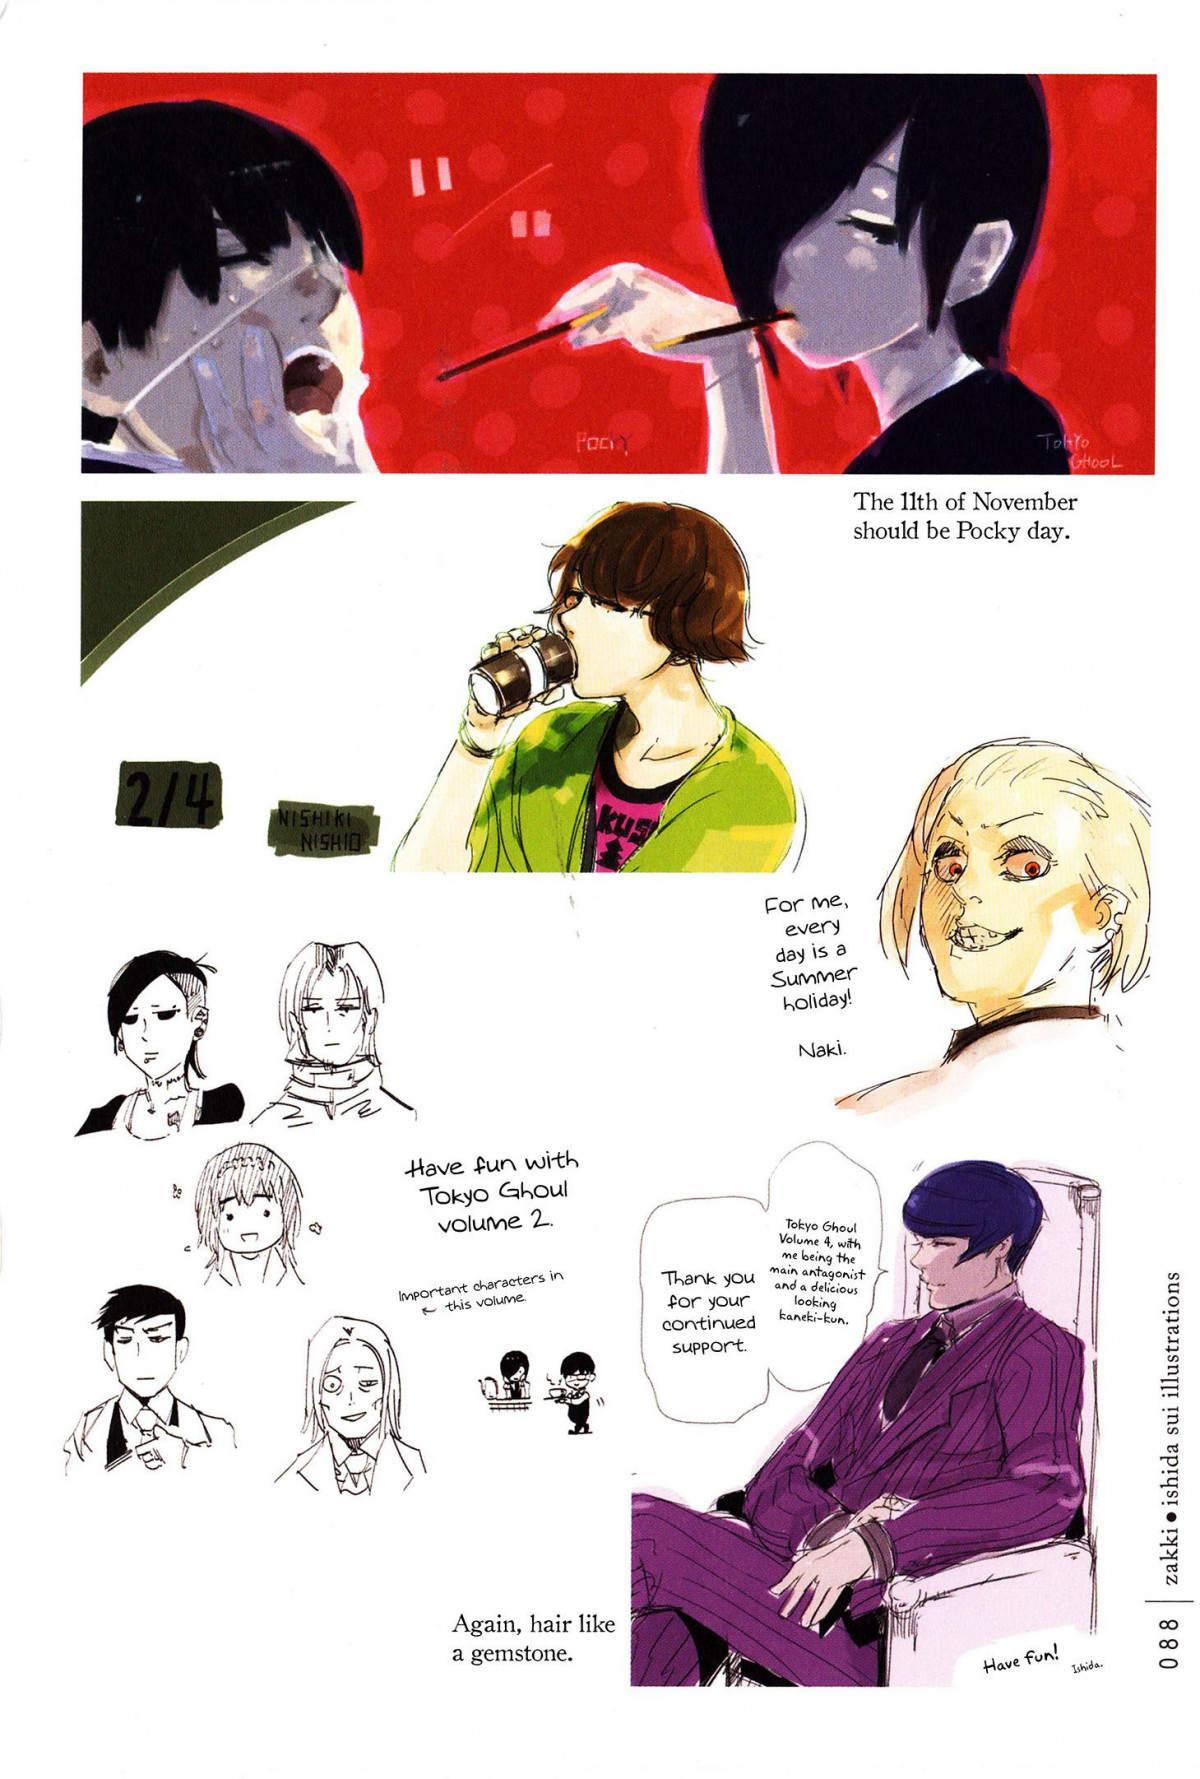 Pocky
Tokyo
Ghoul
The 11th of November
should be Pocky day.
2/4
NISHIKI
NISHIO
KUS
For me,
every
day is a
Summer
holiday!
Naki.
Have fun with
Tokyo Ghoul
volume 2.
Important characters in
this volume.
Tokyo Ghoul
Volume 4, with
me being the
main antagonist
and a delicious
looking
kaneki-kun.
Thank you
for your
continued
support.
Again, hair like
a gemstone.
Have fun!
Ishida.
088 | zakki●ishida sui illustrations